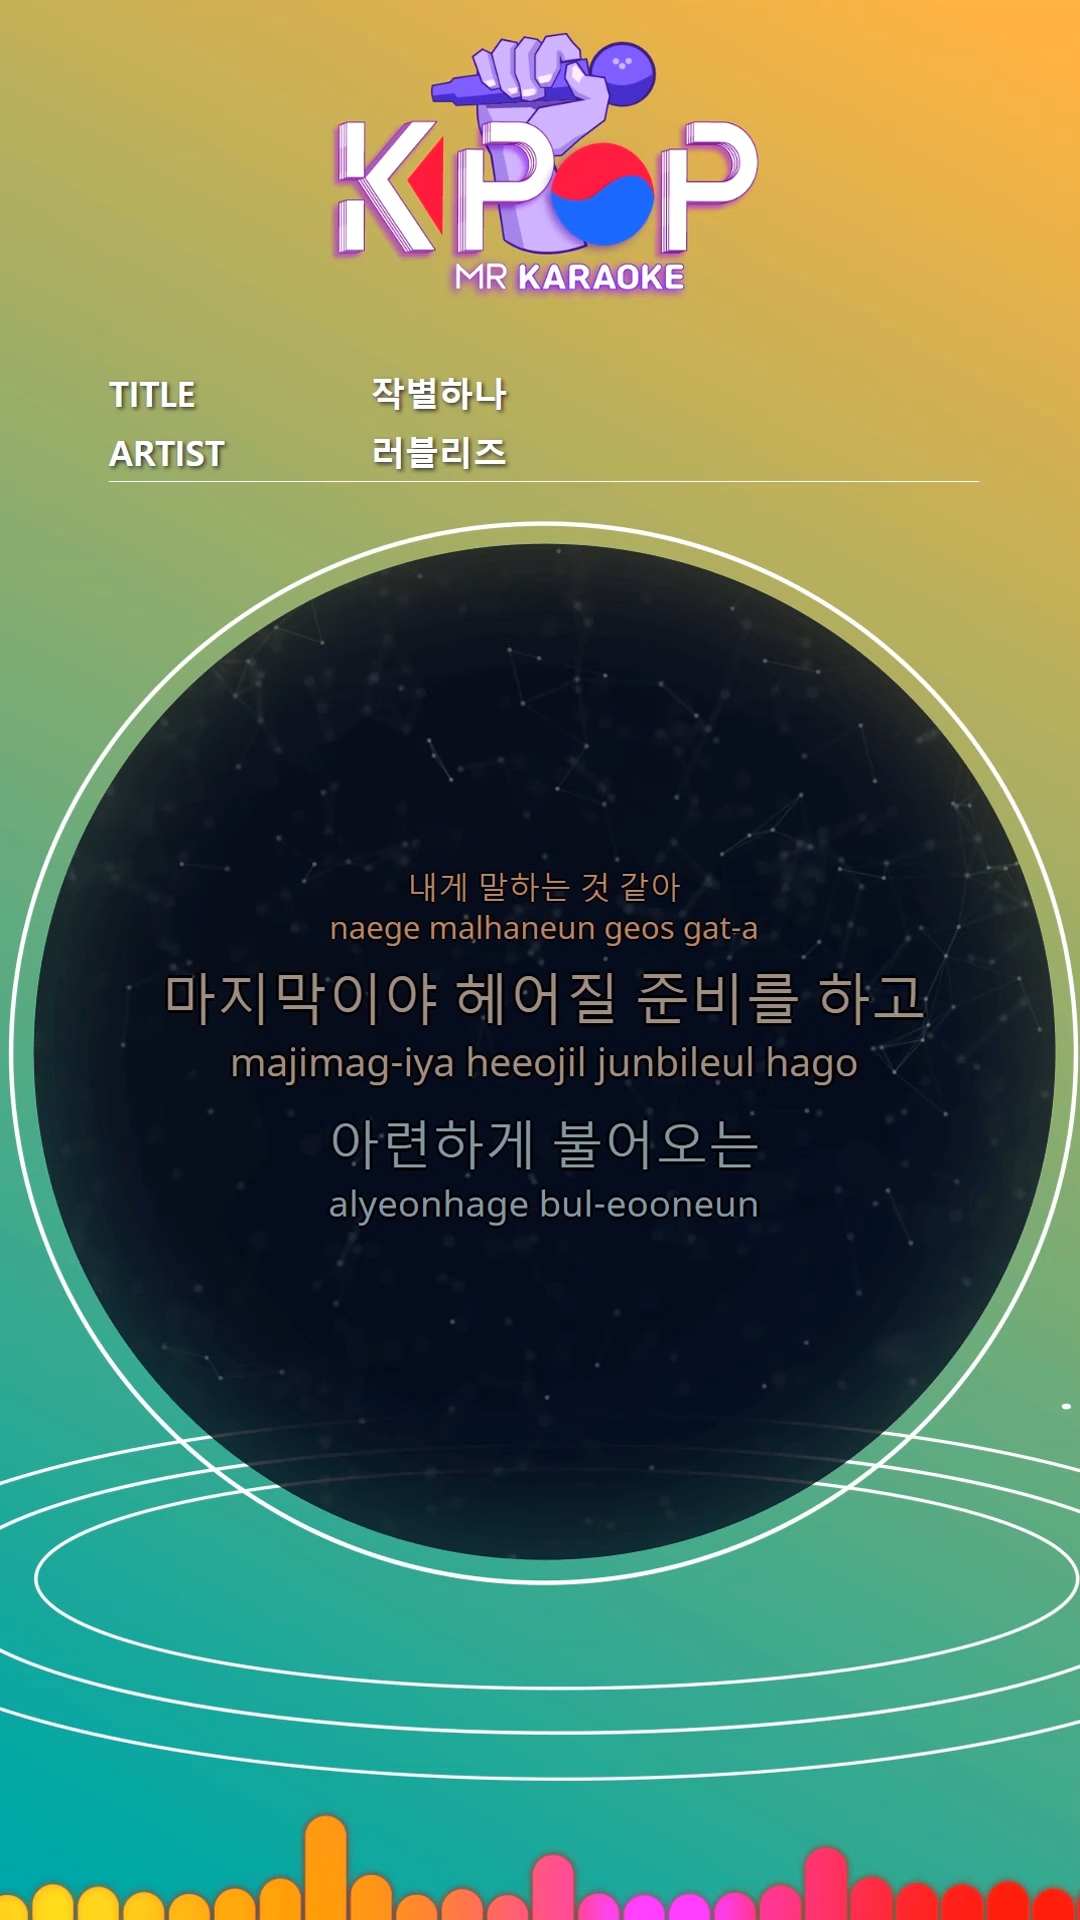 KPOP
MR KARAOKE
TITLE 작별하나
ARTIST 러블리즈
내게 말하는 것 같아
naege malhaneun geos gat-a
마지막이야 헤어질 준비를 하고
majimag-iya heeojil junbileul hago
아련하게 불어오는
alyeonhage bul-eooneun